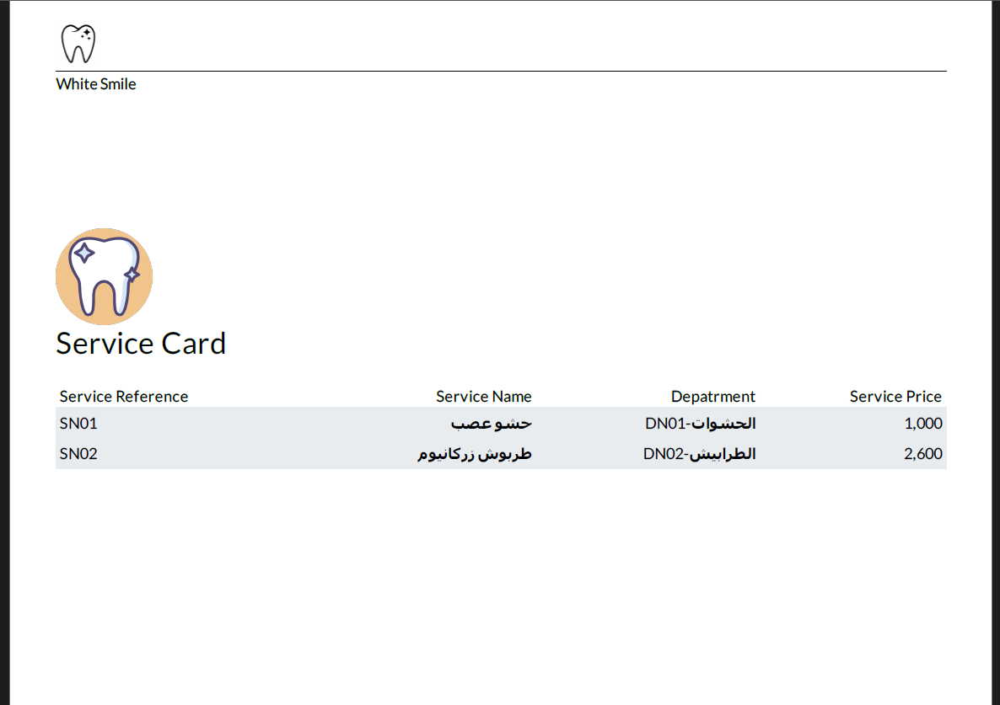 White Smile
Service Card
Service Reference Service Name Depatrment Service Price
SN01 حشو عصب DN01-الحشوات 1,000
SN02 طربوش زركانيوم DN02-الطرابيش 2,600